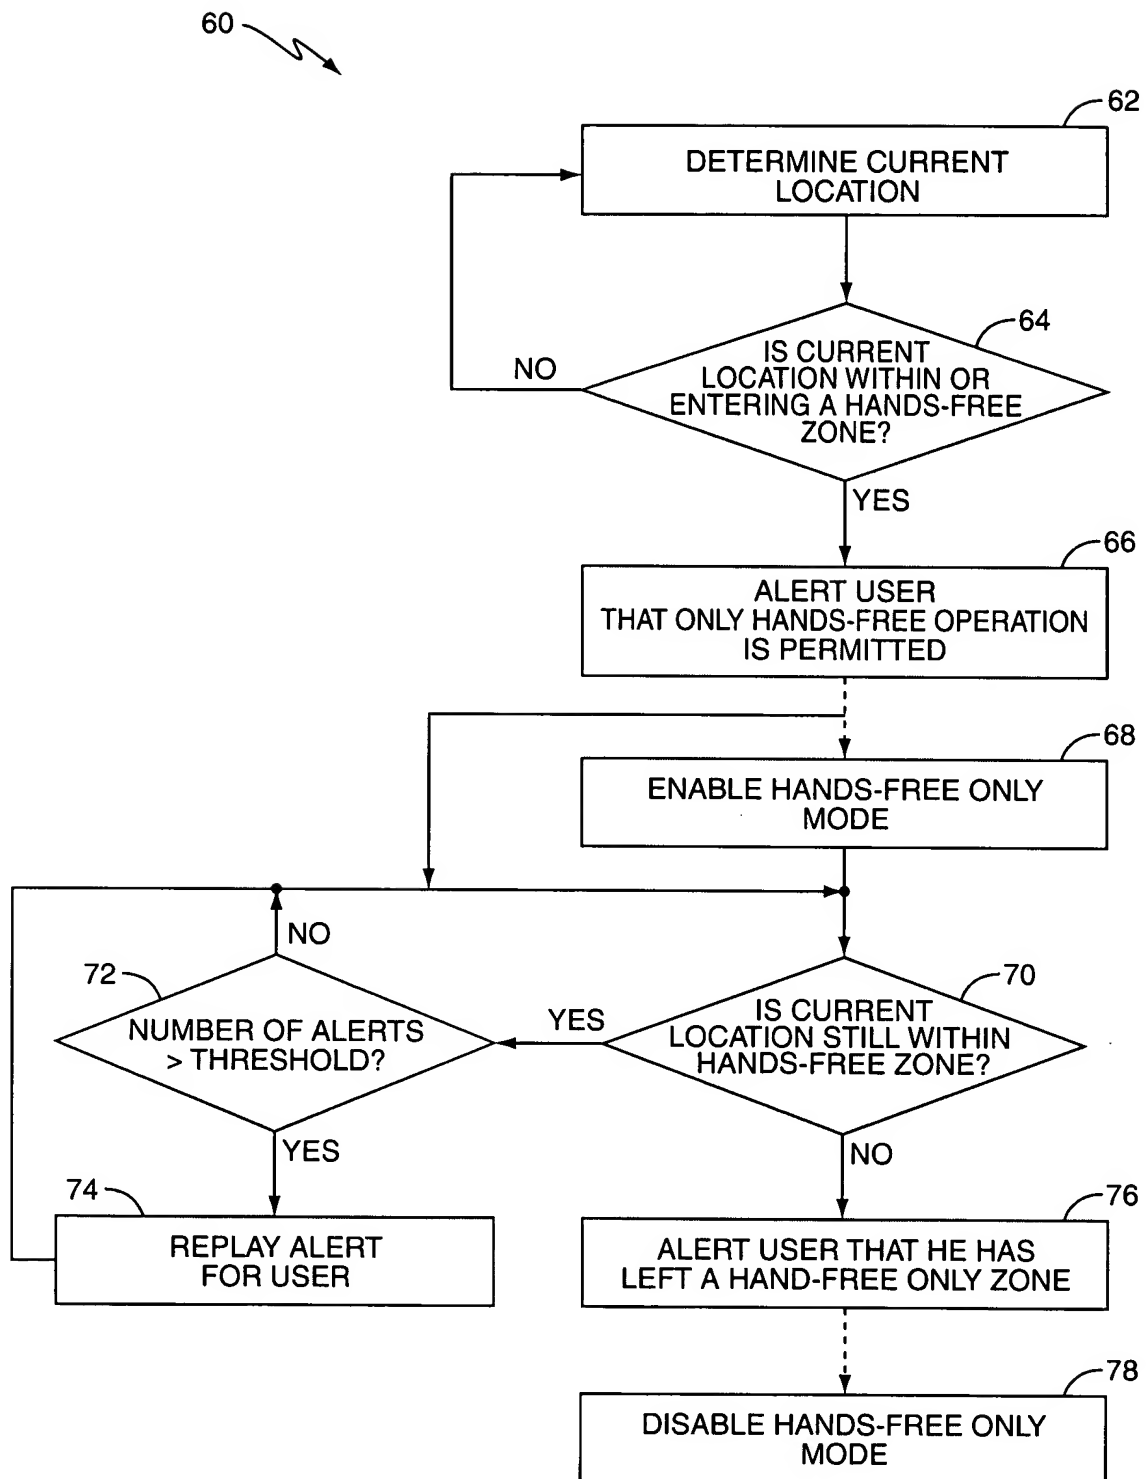 60
62
DETERMINE CURRENT
LOCATION
64
IS CURRENT
LOCATION WITHIN OR
ENTERING A HANDS-FREE
ZONE?
NO
YES
66
ALERT USER
THAT ONLY HANDS-FREE OPERATION
IS PERMITTED
68
ENABLE HANDS-FREE ONLY
MODE
NO
72
NUMBER OF ALERTS
> THRESHOLD?
YES
70
IS CURRENT
LOCATION STILL WITHIN
HANDS-FREE ZONE?
YES
NO
74
REPLAY ALERT
FOR USER
76
ALERT USER THAT HE HAS
LEFT A HAND-FREE ONLY ZONE
78
DISABLE HANDS-FREE ONLY
MODE